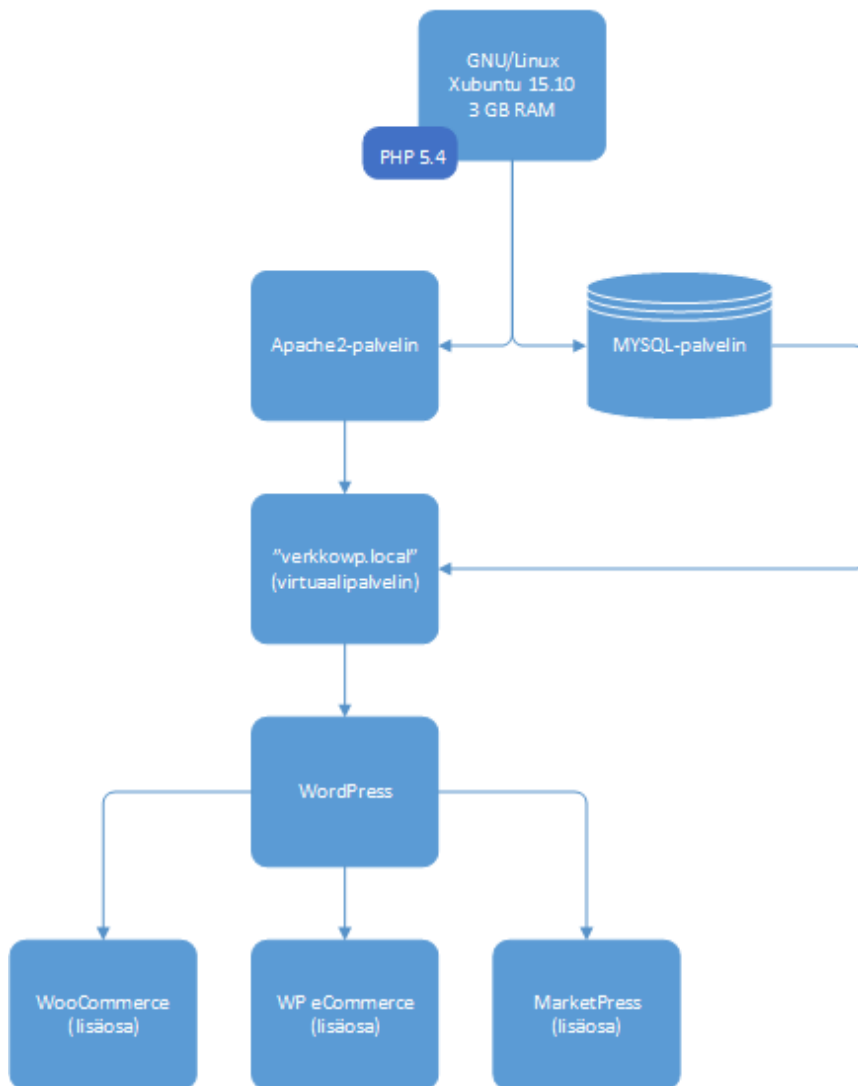 GNU/Linux
Xubuntu 15.10
3 GB RAM
PHP 5.4
Apache2-palvelin
MYSQL-palvelin
”verkkowp.local”
(virtuaalipalvelin)
WordPress
WooCommerce
(lisäosa)
WP eCommerce
(lisäosa)
MarketPress
(lisäosa)